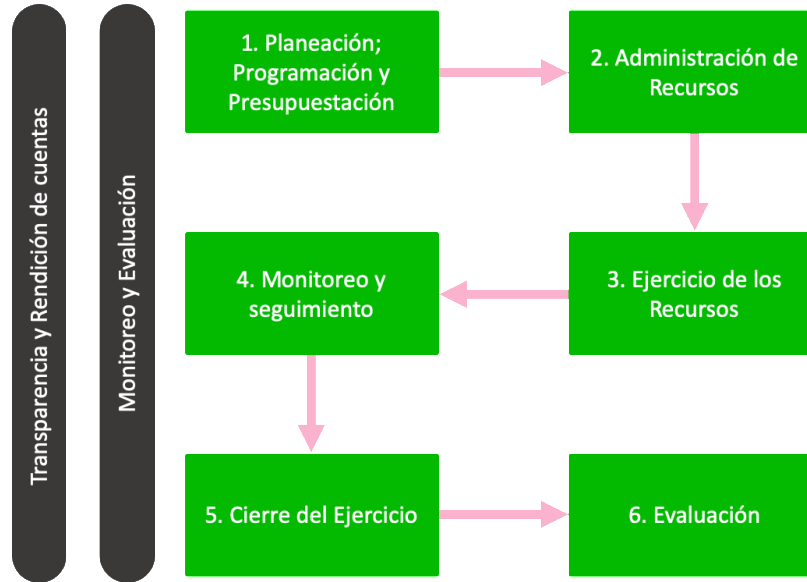 Transparencia y Rendición de cuentas
Monitoreo y Evaluación
1. Planeación;
Programación y
Presupuestación
2. Administración de
Recursos
3. Ejercicio de los
Recursos
4. Monitoreo y
seguimiento
5. Cierre del Ejercicio
6. Evaluación